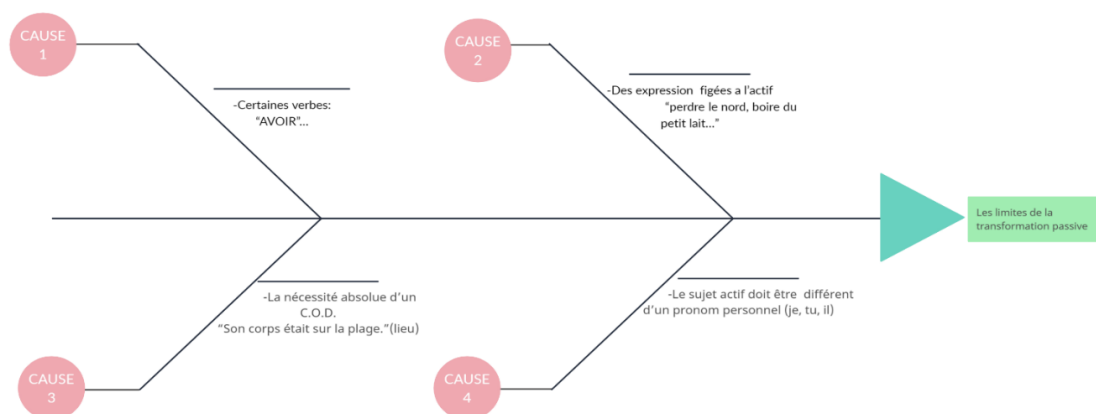 CAUSE
1
-Certaines verbes:
"AVOIR"...
CAUSE
2
-Des expression figées a l'actif
"perdre le nord, boire du
petit lait..."
Les limites de la
transformation passive
CAUSE
3
-La nécessité absolue d'un
C.O.D.
"Son corps était sur la plage."(lieu)
CAUSE
4
-Le sujet actif doit être différent
d'un pronom personnel (je, tu, il)